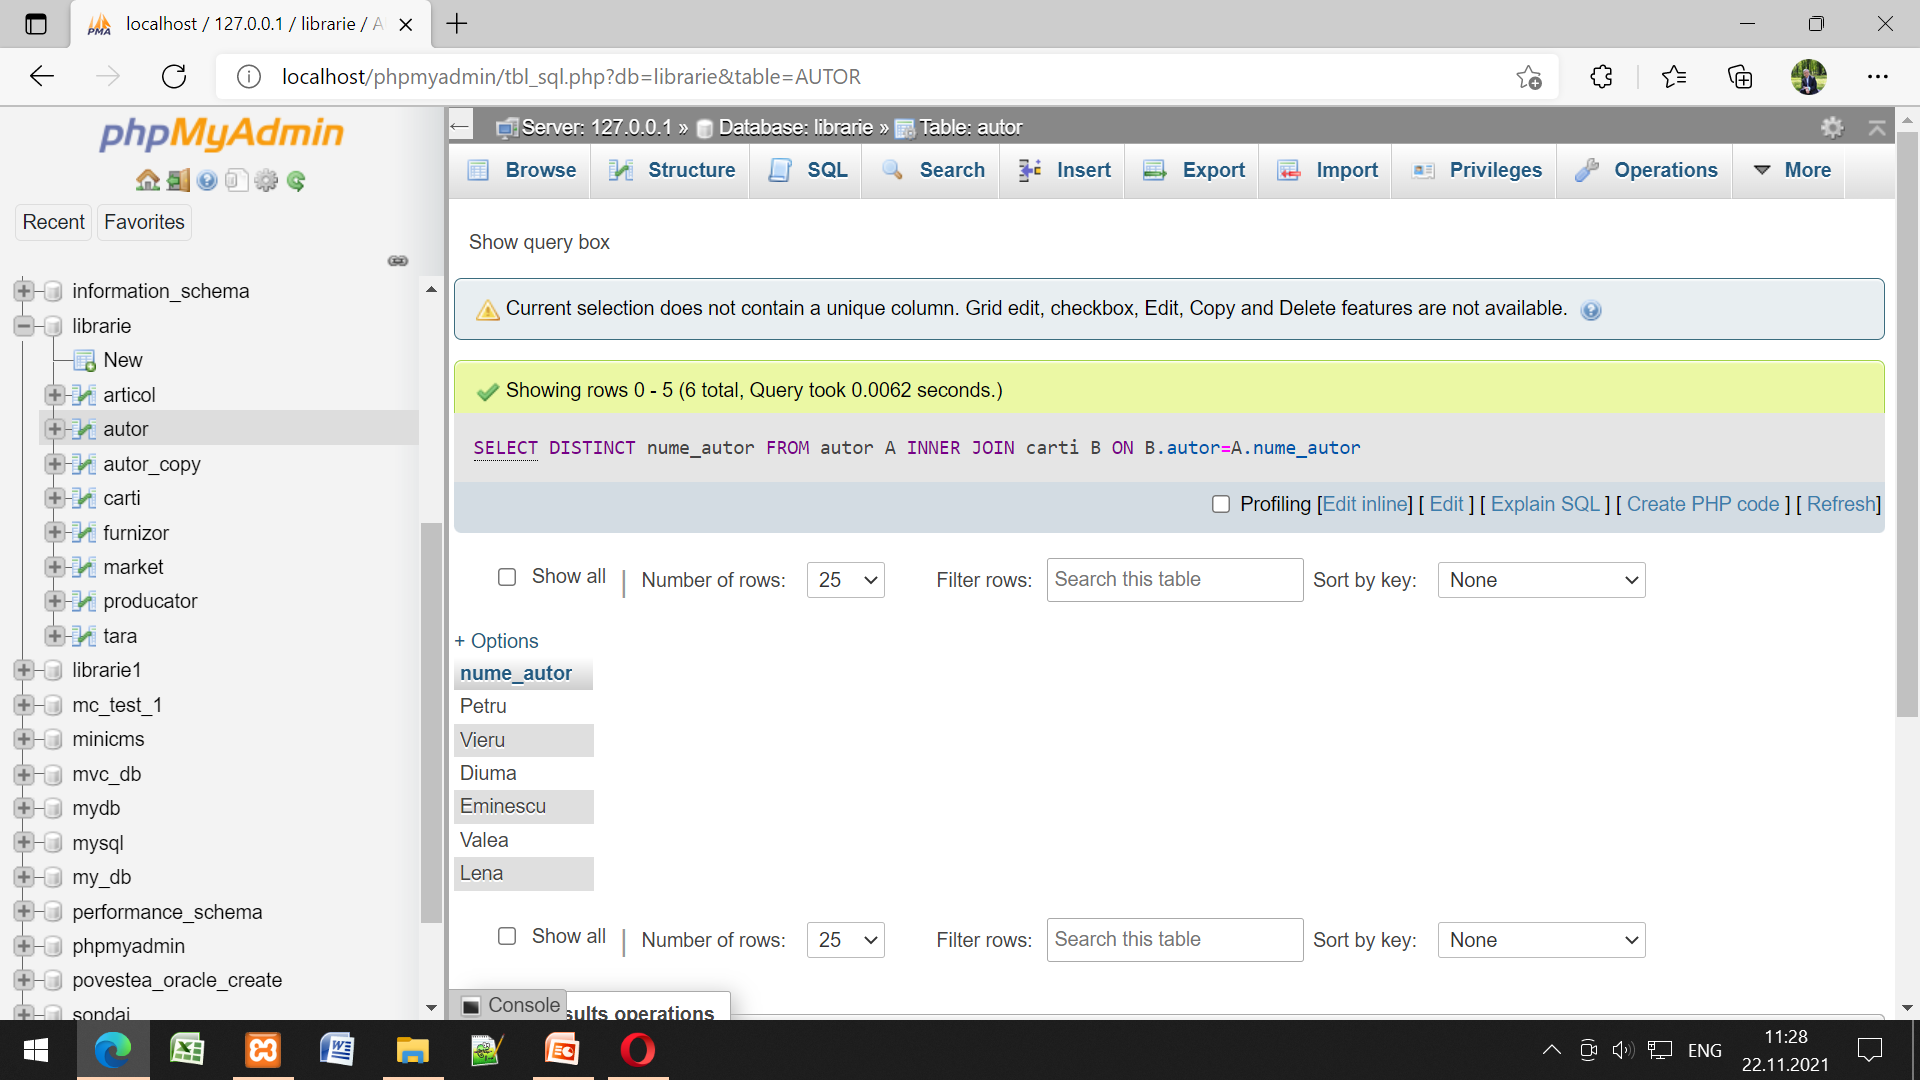 localhost / 127.0.0.1 / librarie / A
localhost/phpmyadmin/tbl_sql.php?db=librarie&table=AUTOR
phpMyAdmin
Recent
Favorites
information_schema
librarie
New
articol
autor
autor_copy
carti
furnizor
market
producator
tara
librarie1
mc_test_1
minicms
mvc_db
mydb
mysql
my_db
performance_schema
phpmyadmin
povestea_oracle_create
sondaj
Server: 127.0.0.1 » Database: librarie » Table: autor
Browse Structure SQL Search Insert Export Import Privileges Operations More
Show query box
Current selection does not contain a unique column. Grid edit, checkbox, Edit, Copy and Delete features are not available.
Showing rows 0 - 5 (6 total, Query took 0.0062 seconds.)
SELECT DISTINCT nume_autor FROM autor A INNER JOIN carti B ON B.autor=A.nume_autor
Profiling [Edit inline] [ Edit ] [ Explain SQL ] [ Create PHP code ] [ Refresh]
Show all | Number of rows: 25 Filter rows: Search this table Sort by key: None
+ Options
nume_autor
Petru
Vieru
Diuma
Eminescu
Valea
Lena
Show all | Number of rows: 25 Filter rows: Search this table Sort by key: None
Console
sults operations
ENG
11:28
22.11.2021